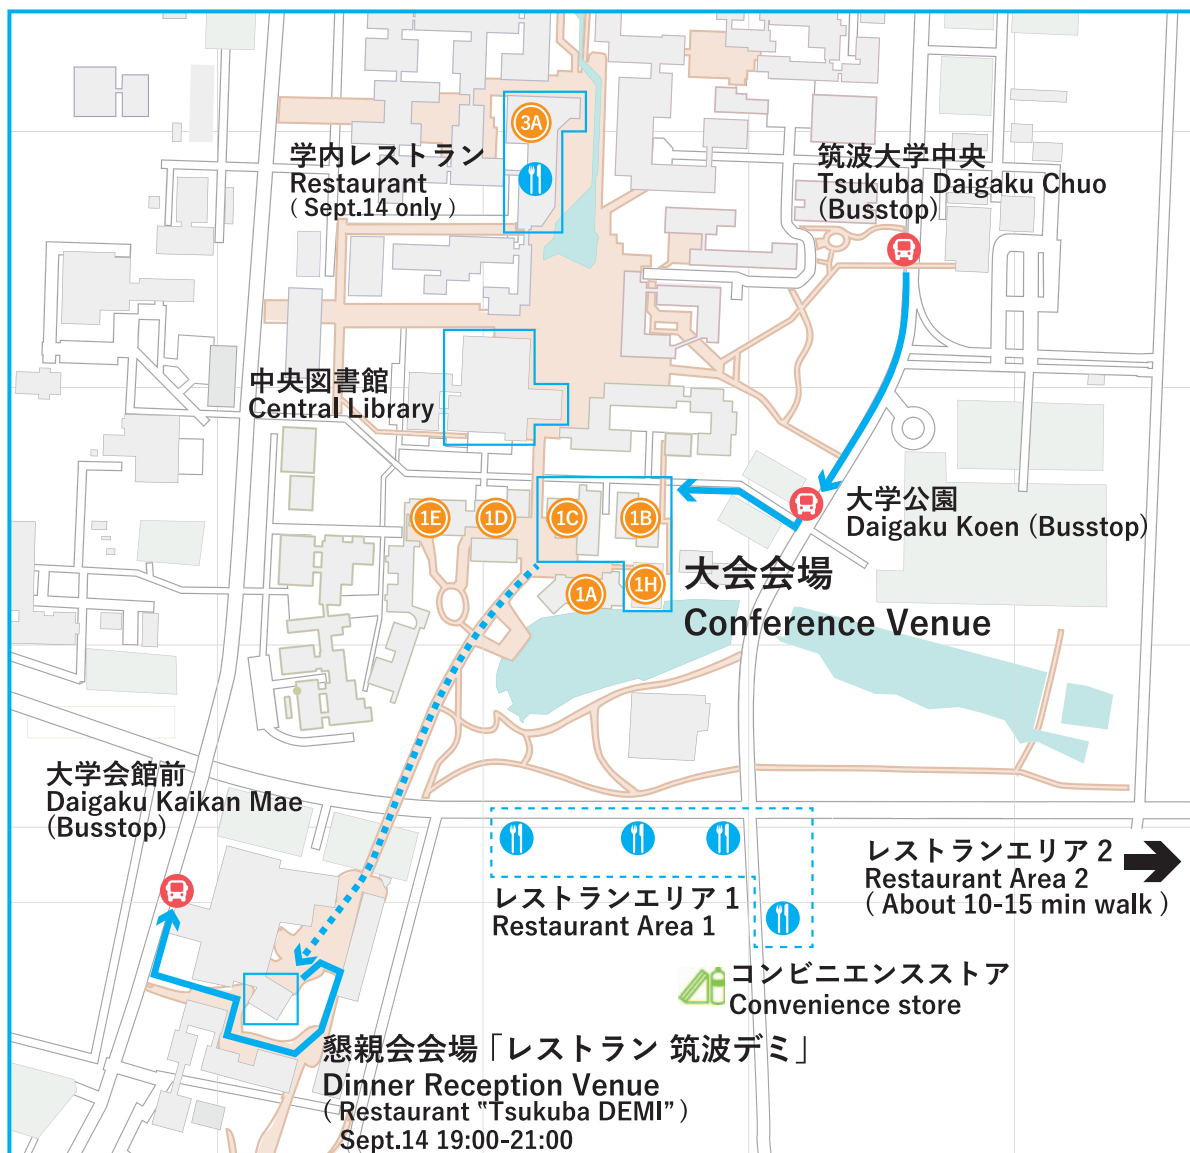 3A
学内レストラン
Restaurant
( Sept.14 only )
筑波大学中央
Tsukuba Daigaku Chuo
(Busstop)
中央図書館
Central Library
1E
1D
1C
1B
大学公園
Daigaku Koen (Busstop)
1A
1H
大会会場
Conference Venue
大学会館前
Daigaku Kaikan Mae
(Busstop)
レストランエリア 1
Restaurant Area 1
レストランエリア 2
Restaurant Area 2
( About 10-15 min walk )
コンビニエンスストア
Convenience store
懇親会会場「レストラン 筑波デミ」
Dinner Reception Venue
( Restaurant "Tsukuba DEMI" )
Sept.14 19:00-21:00